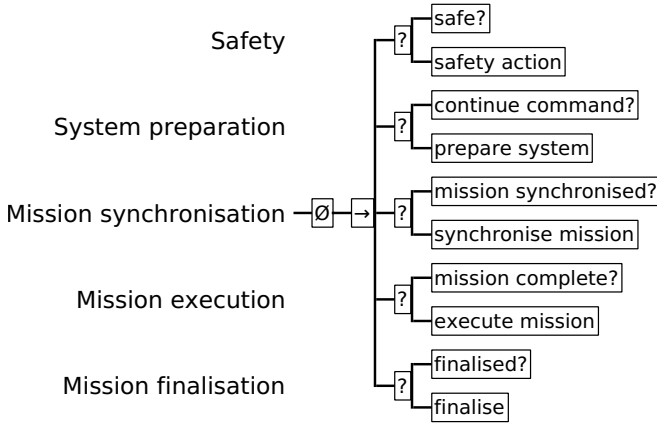 Safety
?
safe?
safety action
System preparation
?
continue command?
prepare system
Mission synchronisation
Ø
→
?
mission synchronised?
synchronise mission
Mission execution
?
mission complete?
execute mission
Mission finalisation
?
finalised?
finalise